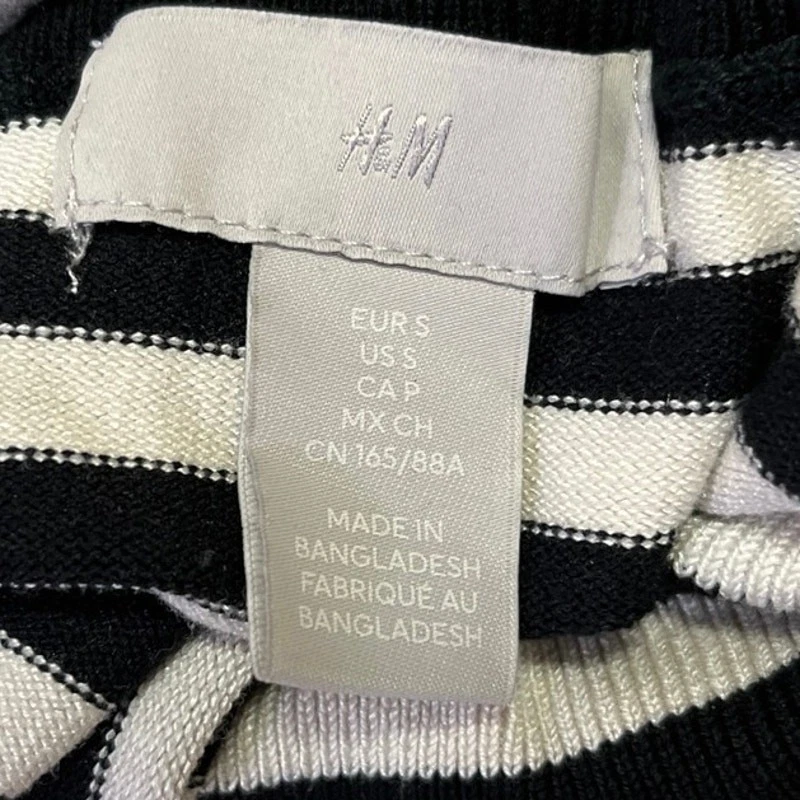 H&M
EUR S
US S
CA P
MX CH
CN 165/88A
MADE IN
BANGLADESH
FABRIQUÉ AU
BANGLADESH